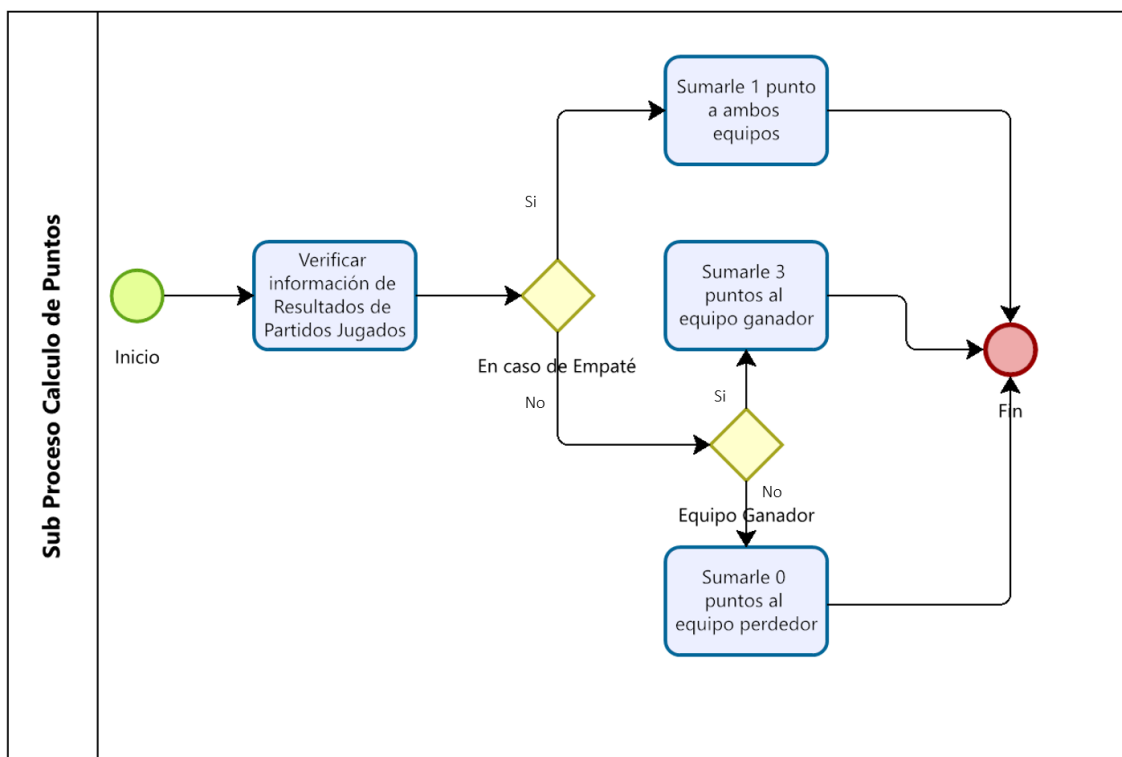 Sub Proceso Calculo de Puntos
Inicio
Verificar
información de
Resultados de
Partidos Jugados
En caso de Empaté
Si
No
Sumarle 1 punto
a ambos
equipos
Sumarle 3
puntos al
equipo ganador
Si
Equipo Ganador
No
Sumarle 0
puntos al
equipo perdedor
Fin